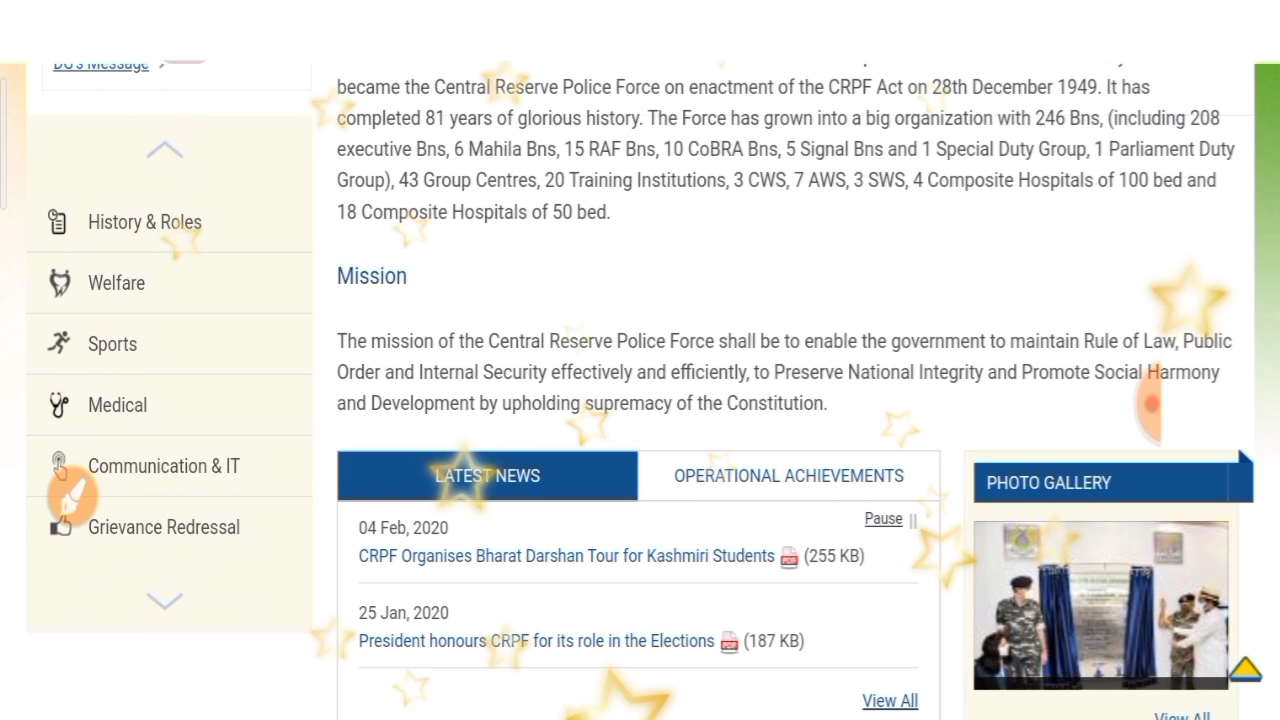 DG's Message
became the Central Reserve Police Force on enactment of the CRPF Act on 28th December 1949. It has
completed 81 years of glorious history. The Force has grown into a big organization with 246 Bns, (including 208
executive Bns, 6 Mahila Bns, 15 RAF Bns, 10 CoBRA Bns, 5 Signal Bns and 1 Special Duty Group, 1 Parliament Duty
Group), 43 Group Centres, 20 Training Institutions, 3 CWS, 7 AWS, 3 SWS, 4 Composite Hospitals of 100 bed and
18 Composite Hospitals of 50 bed.
History & Roles
Welfare
Sports
Medical
Communication & IT
Grievance Redressal
Mission
The mission of the Central Reserve Police Force shall be to enable the government to maintain Rule of Law, Public
Order and Internal Security effectively and efficiently, to Preserve National Integrity and Promote Social Harmony
and Development by upholding supremacy of the Constitution.
LATEST NEWS
OPERATIONAL ACHIEVEMENTS
Pause
04 Feb, 2020
CRPF Organises Bharat Darshan Tour for Kashmiri Students PDF (255 KB)
25 Jan, 2020
President honours CRPF for its role in the Elections PDF (187 KB)
View All
PHOTO GALLERY
View All